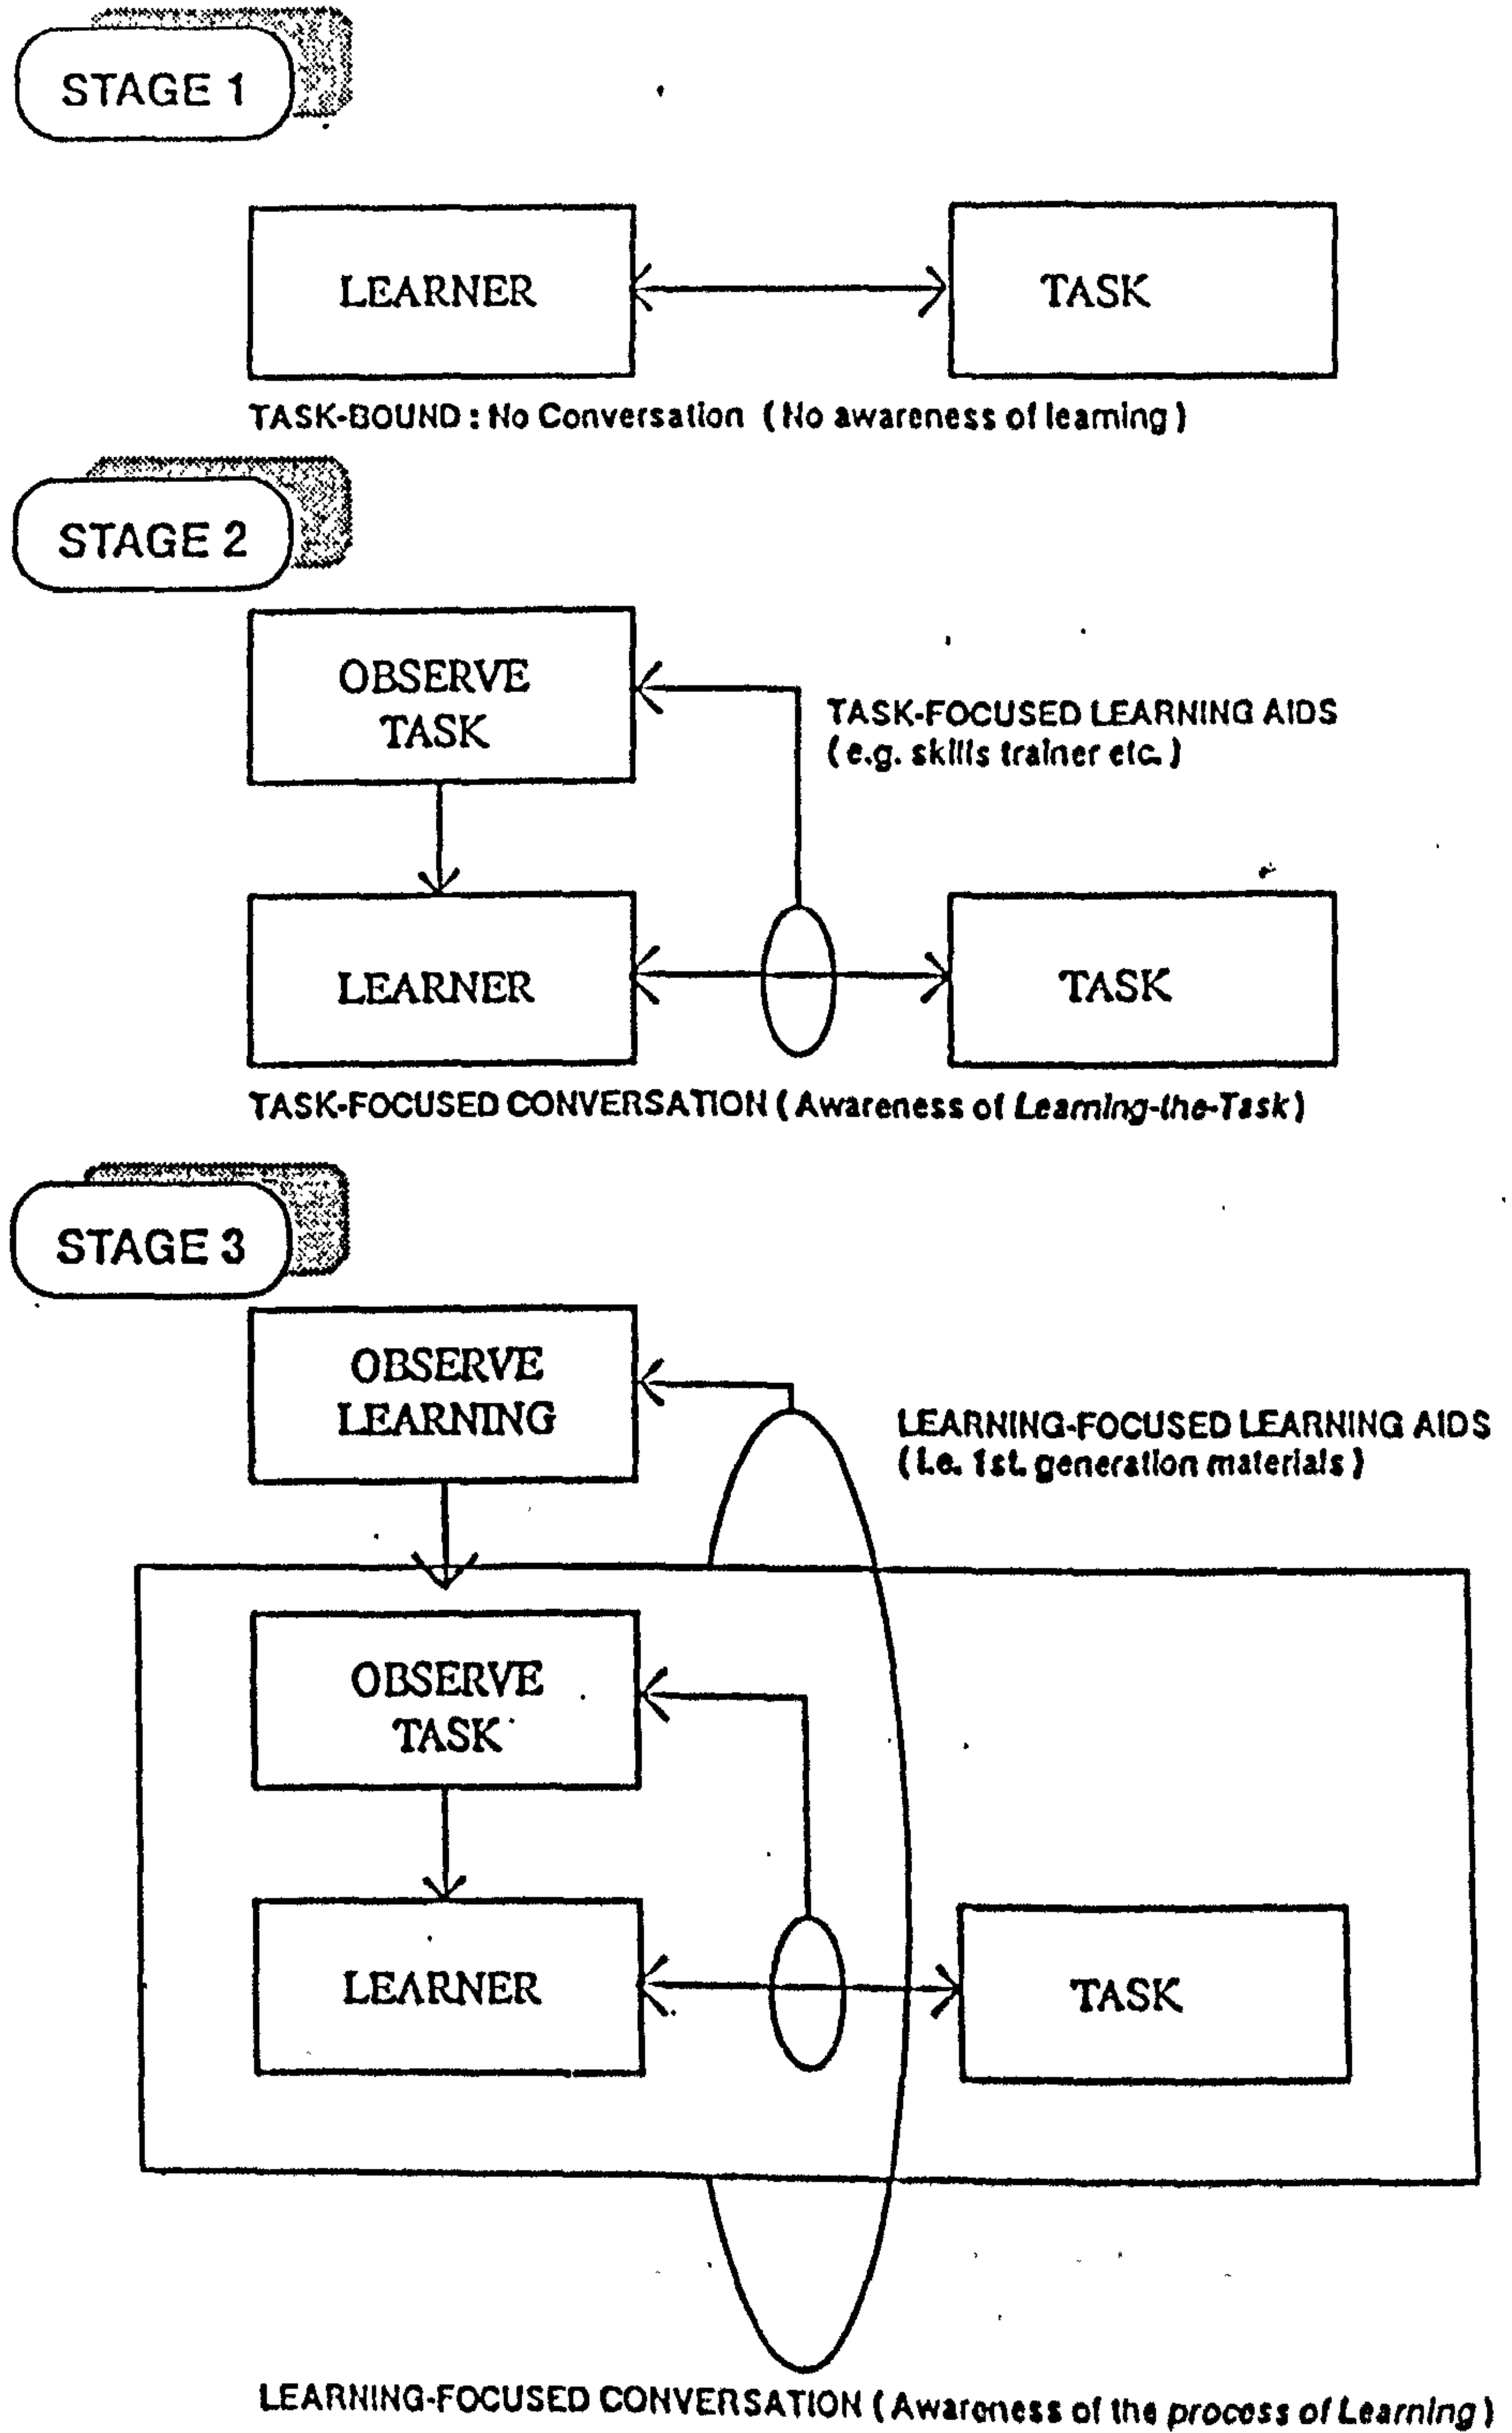 STAGE 1
LEARNER
TASK
TASK-BOUND : No Conversation ( No awareness of learning )
STAGE 2
OBSERVE
TASK
TASK-FOCUSED LEARNING AIDS
( e.g. skills trainer etc. )
LEARNER
TASK
TASK-FOCUSED CONVERSATION ( Awareness of Learning-the-Task )
STAGE 3
OBSERVE
LEARNING
LEARNING-FOCUSED LEARNING AIDS
( i.e. 1st. generation materials )
OBSERVE
TASK
LEARNER
TASK
LEARNING-FOCUSED CONVERSATION ( Awareness of the process of Learning )